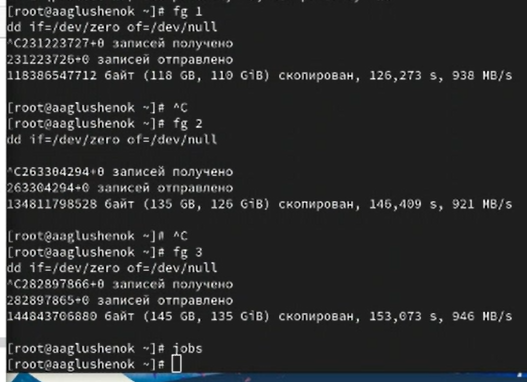 [root@aaglushenok ~]# fg 1
dd if=/dev/zero of=/dev/null
^C231223727+0 записей получено
231223726+0 записей отправлено
118386547712 байт (118 GB, 110 GiB) скопирован, 126,273 s, 938 MB/s
[root@aaglushenok ~]# ^C
[root@aaglushenok ~]# fg 2
dd if=/dev/zero of=/dev/null
^C263304294+0 записей получено
263304294+0 записей отправлено
134811798528 байт (135 GB, 126 GiB) скопирован, 146,409 s, 921 MB/s
[root@aaglushenok ~]# ^C
[root@aaglushenok ~]# fg 3
dd if=/dev/zero of=/dev/null
^C282897866+0 записей получено
282897865+0 записей отправлено
144843706880 байт (145 GB, 135 GiB) скопирован, 153,073 s, 946 MB/s
[root@aaglushenok ~]# jobs
[root@aaglushenok ~]#